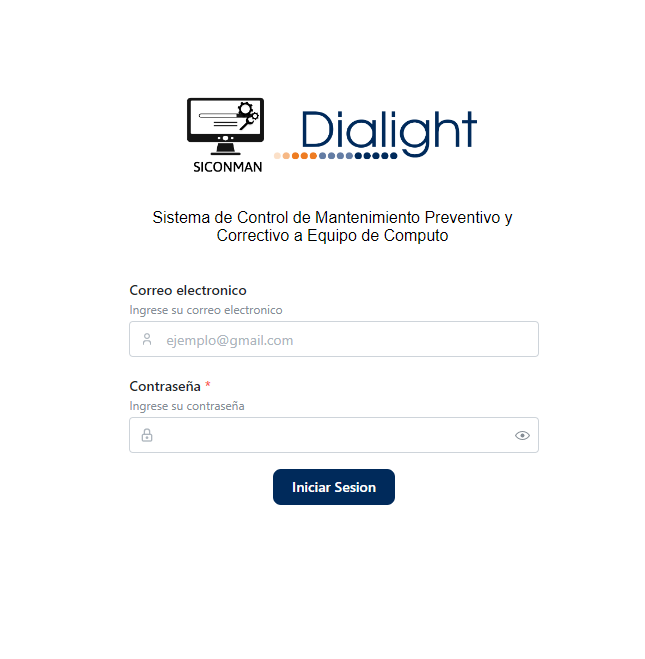 SICONMAN
Dialight
Sistema de Control de Mantenimiento Preventivo y
Correctivo a Equipo de Computo
Correo electronico
Ingrese su correo electronico
ejemplo@gmail.com
Contraseña *
Ingrese su contraseña
Iniciar Sesion